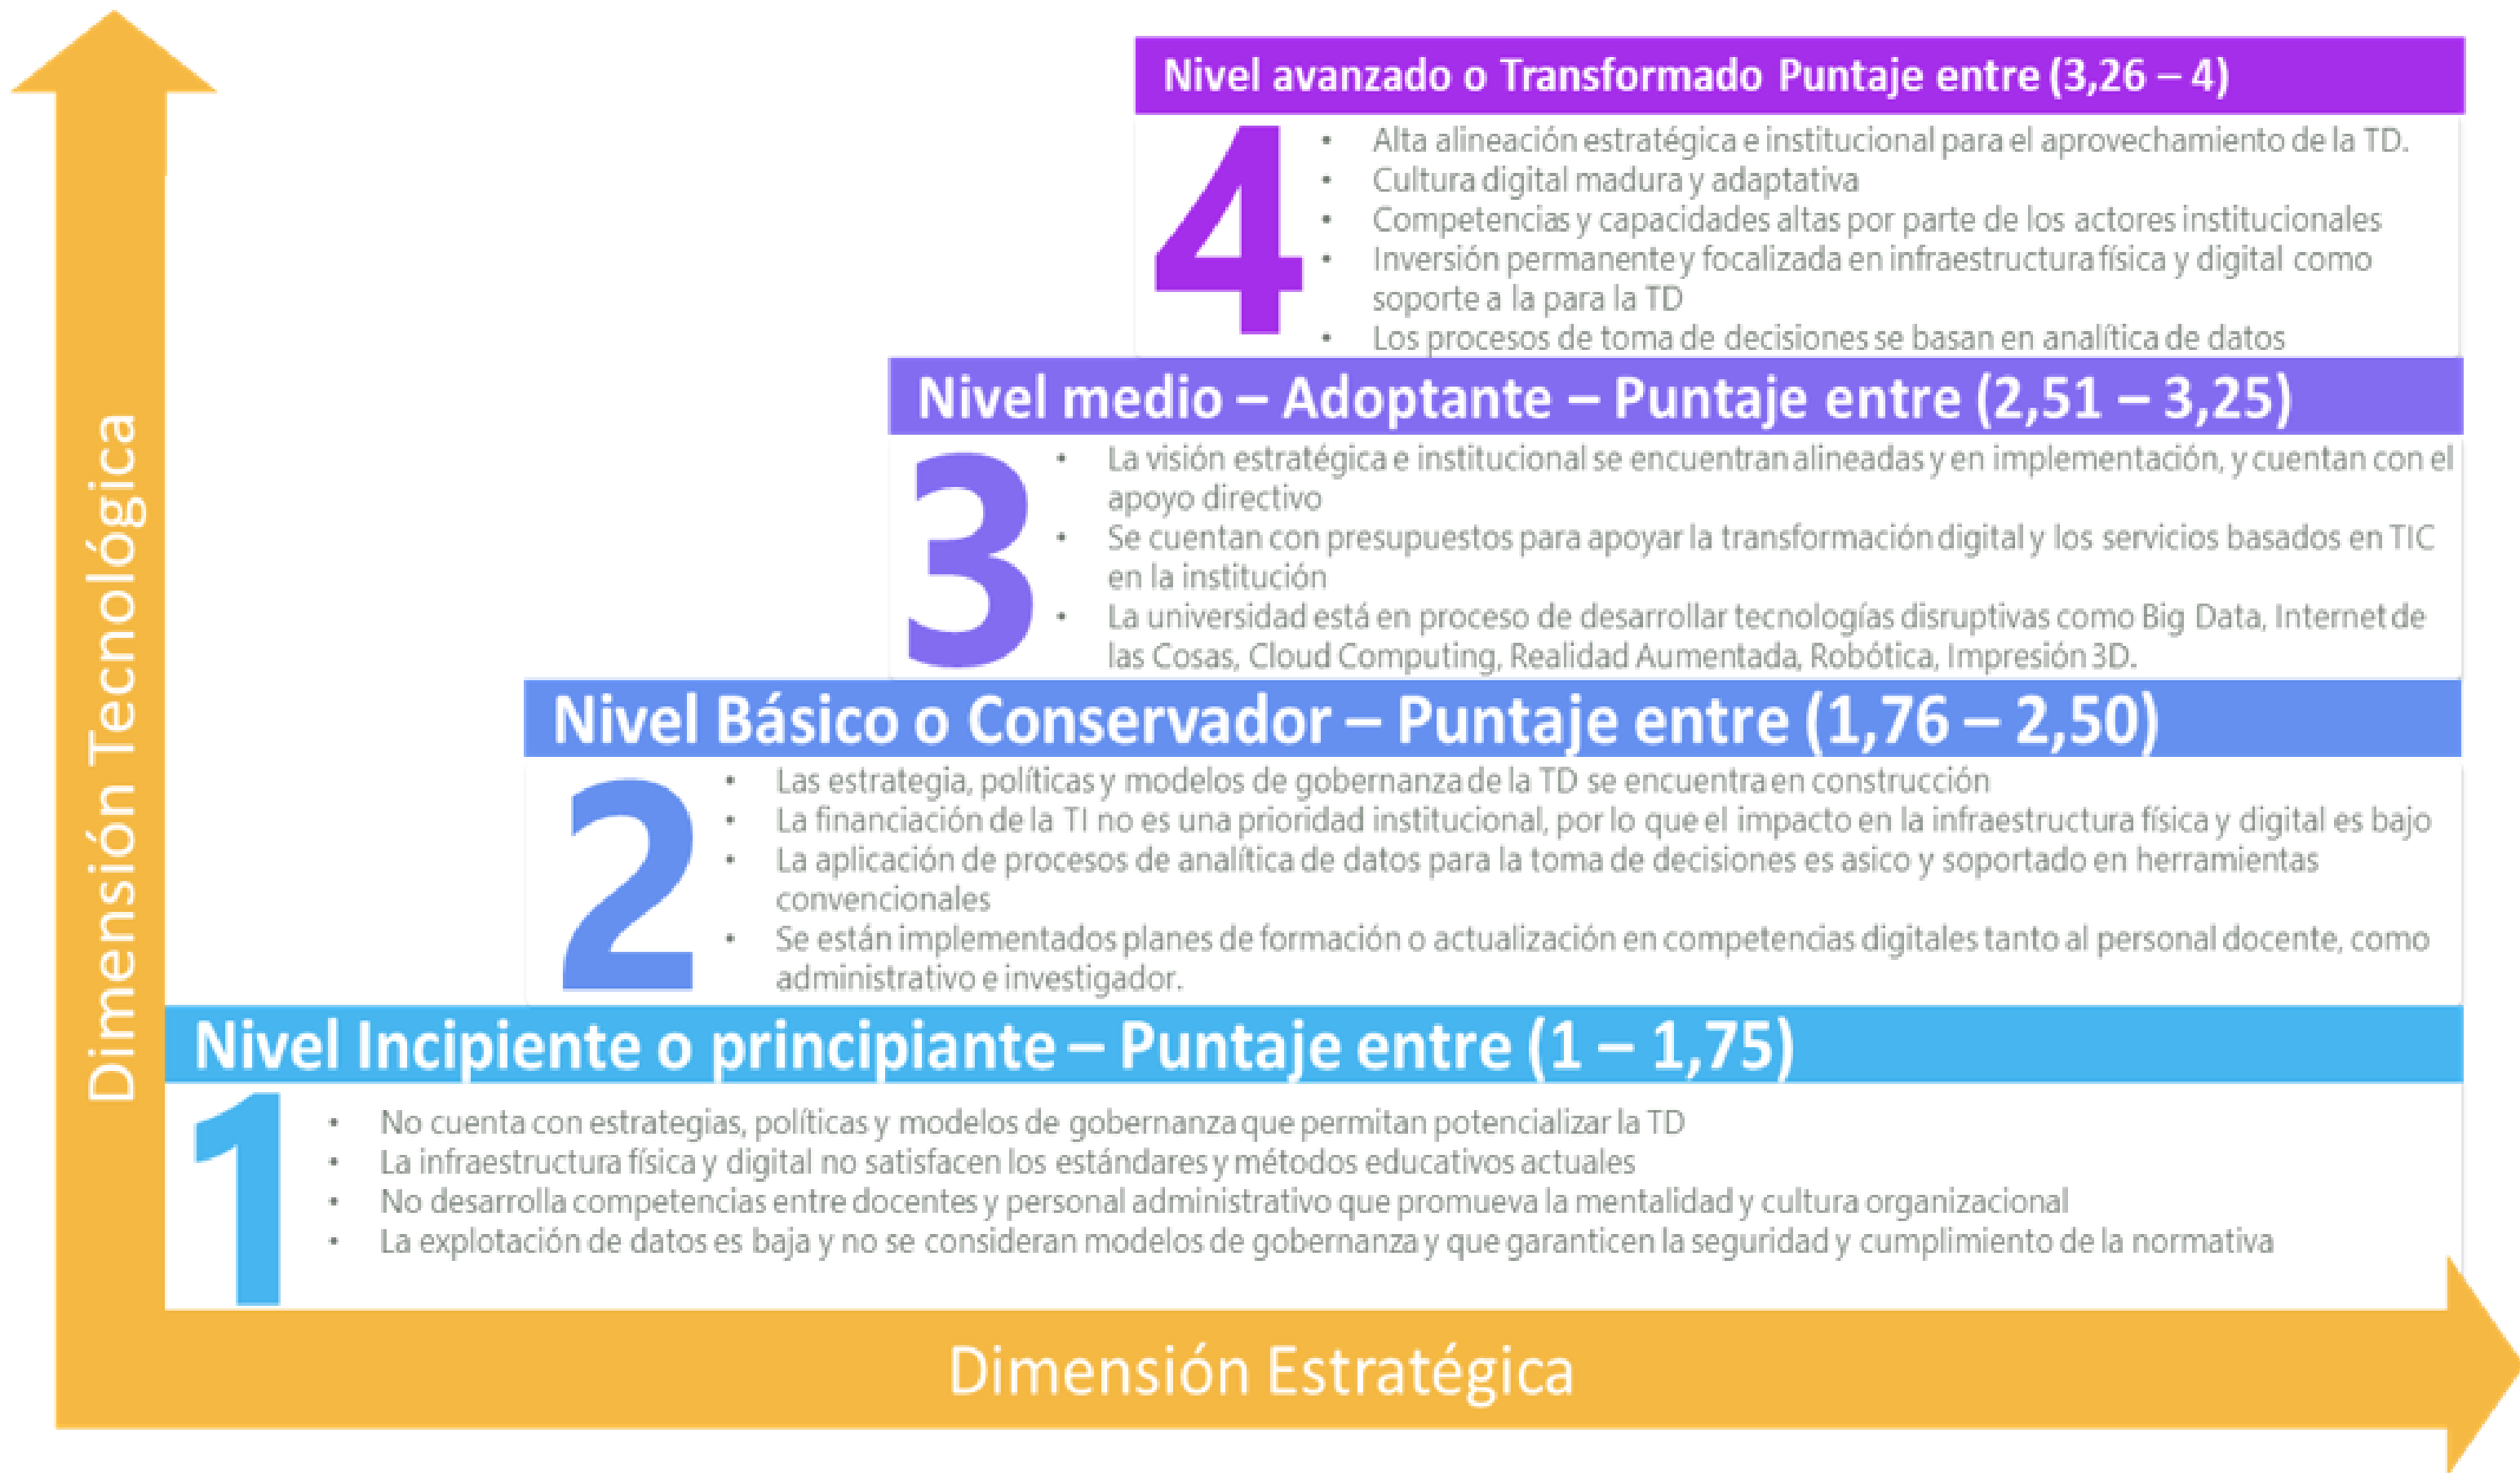 Nivel avanzado o Transformado Puntaje entre (3,26 – 4)
4
• Alta alineación estratégica e institucional para el aprovechamiento de la TD.
• Cultura digital madura y adaptativa
• Competencias y capacidades altas por parte de los actores institucionales
• Inversión permanente y focalizada en infraestructura física y digital como
soporte a la para la TD
• Los procesos de toma de decisiones se basan en analítica de datos
Nivel medio – Adoptante – Puntaje entre (2,51 – 3,25)
3
• La visión estratégica e institucional se encuentran alineadas y en implementación, y cuentan con el
apoyo directivo
• Se cuentan con presupuestos para apoyar la transformación digital y los servicios basados en TIC
en la institución
• La universidad está en proceso de desarrollar tecnologías disruptivas como Big Data, Internet de
las Cosas, Cloud Computing, Realidad Aumentada, Robótica, Impresión 3D.
Nivel Básico o Conservador – Puntaje entre (1,76 – 2,50)
2
• Las estrategia, políticas y modelos de gobernanza de la TD se encuentra en construcción
• La financiación de la TI no es una prioridad institucional, por lo que el impacto en la infraestructura física y digital es bajo
• La aplicación de procesos de analítica de datos para la toma de decisiones es asico y soportado en herramientas
convencionales
• Se están implementados planes de formación o actualización en competencias digitales tanto al personal docente, como
administrativo e investigador.
Nivel Incipiente o principiante – Puntaje entre (1 – 1,75)
1
• No cuenta con estrategias, políticas y modelos de gobernanza que permitan potencializar la TD
• La infraestructura física y digital no satisfacen los estándares y métodos educativos actuales
• No desarrolla competencias entre docentes y personal administrativo que promueva la mentalidad y cultura organizacional
• La explotación de datos es baja y no se consideran modelos de gobernanza y que garanticen la seguridad y cumplimiento de la normativa
Dimensión Tecnológica
Dimensión Estratégica